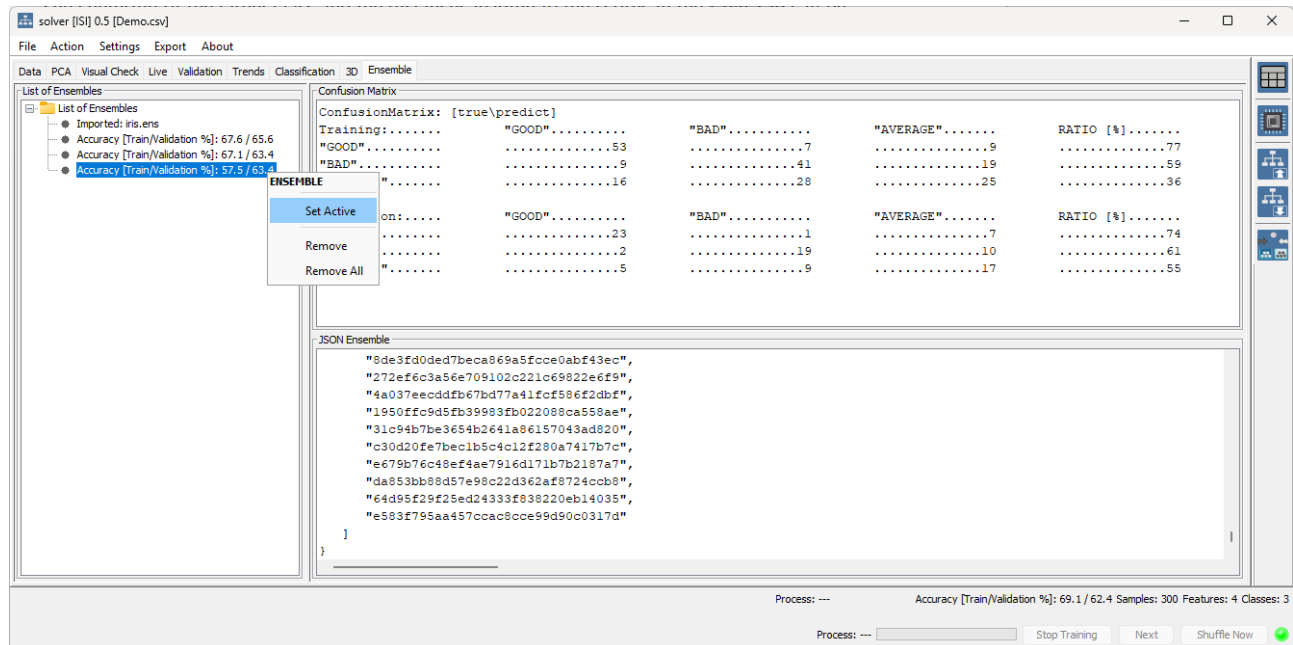 solver [ISI] 0.5 [Demo.csv]
File Action Settings Export About
Data PCA Visual Check Live Validation Trends Classification 3D Ensemble
List of Ensembles
List of Ensembles
Imported: iris.ens
Accuracy [Train/Validation %]: 67.6 / 65.6
Accuracy [Train/Validation %]: 67.1 / 63.4
Accuracy [Train/Validation %]: 57.5 / 63.4
ENSEMBLE
Set Active
Remove
Remove All
Confusion Matrix
ConfusionMatrix: [true\predict]
Training:....... "GOOD".......... "BAD"........... "AVERAGE"....... RATIO [%].......
"GOOD".......... ..............53 ...............7 ...............9 ..............77
"BAD"........... ...............9 ..............41 ..............19 ..............59
"....... ..............16 ..............28 ..............25 ..............36
on:..... "GOOD".......... "BAD"........... "AVERAGE"....... RATIO [%].......
........ ..............23 ...............1 ...............7 ..............74
........ ...............2 ..............19 ..............10 ..............61
"....... ...............5 ...............9 ..............17 ..............55
JSON Ensemble
"8de3fd0ded7beca869a5fcce0abf43ec",
"272ef6c3a56e709102c221c69822e6f9",
"4a037eecddfb67bd77a41fcf586f2dbf",
"1950ffc9d5fb39983fb022088ca558ae",
"31c94b7be3654b2641a86157043ad820",
"c30d20fe7bec1b5c4c12f280a7417b7c",
"e679b76c48ef4ae7916d171b7b2187a7",
"da853bb88d57e98c22d362af8724ccb8",
"64d95f29f25ed24333f838220eb14035",
"e583f795aa457ccac8cce99d90c0317d"
]
}
Process: --- Accuracy [Train/Validation %]: 69.1 / 62.4 Samples: 300 Features: 4 Classes: 3
Process: --- Stop Training Next Shuffle Now